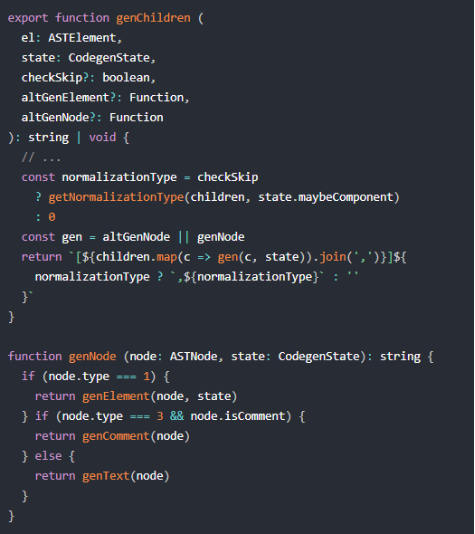 export function genChildren (
  el: ASTElement,
  state: CodegenState,
  checkSkip?: boolean,
  altGenElement?: Function,
  altGenNode?: Function
): string | void {
  // ...
  const normalizationType = checkSkip
    ? getNormalizationType(children, state.maybeComponent)
    : 0
  const gen = altGenNode || genNode
  return `[${children.map(c => gen(c, state)).join(',')}]${
    normalizationType ? `,${normalizationType}` : ''
  }`
}

function genNode (node: ASTNode, state: CodegenState): string {
  if (node.type === 1) {
    return genElement(node, state)
  } if (node.type === 3 && node.isComment) {
    return genComment(node)
  } else {
    return genText(node)
  }
}